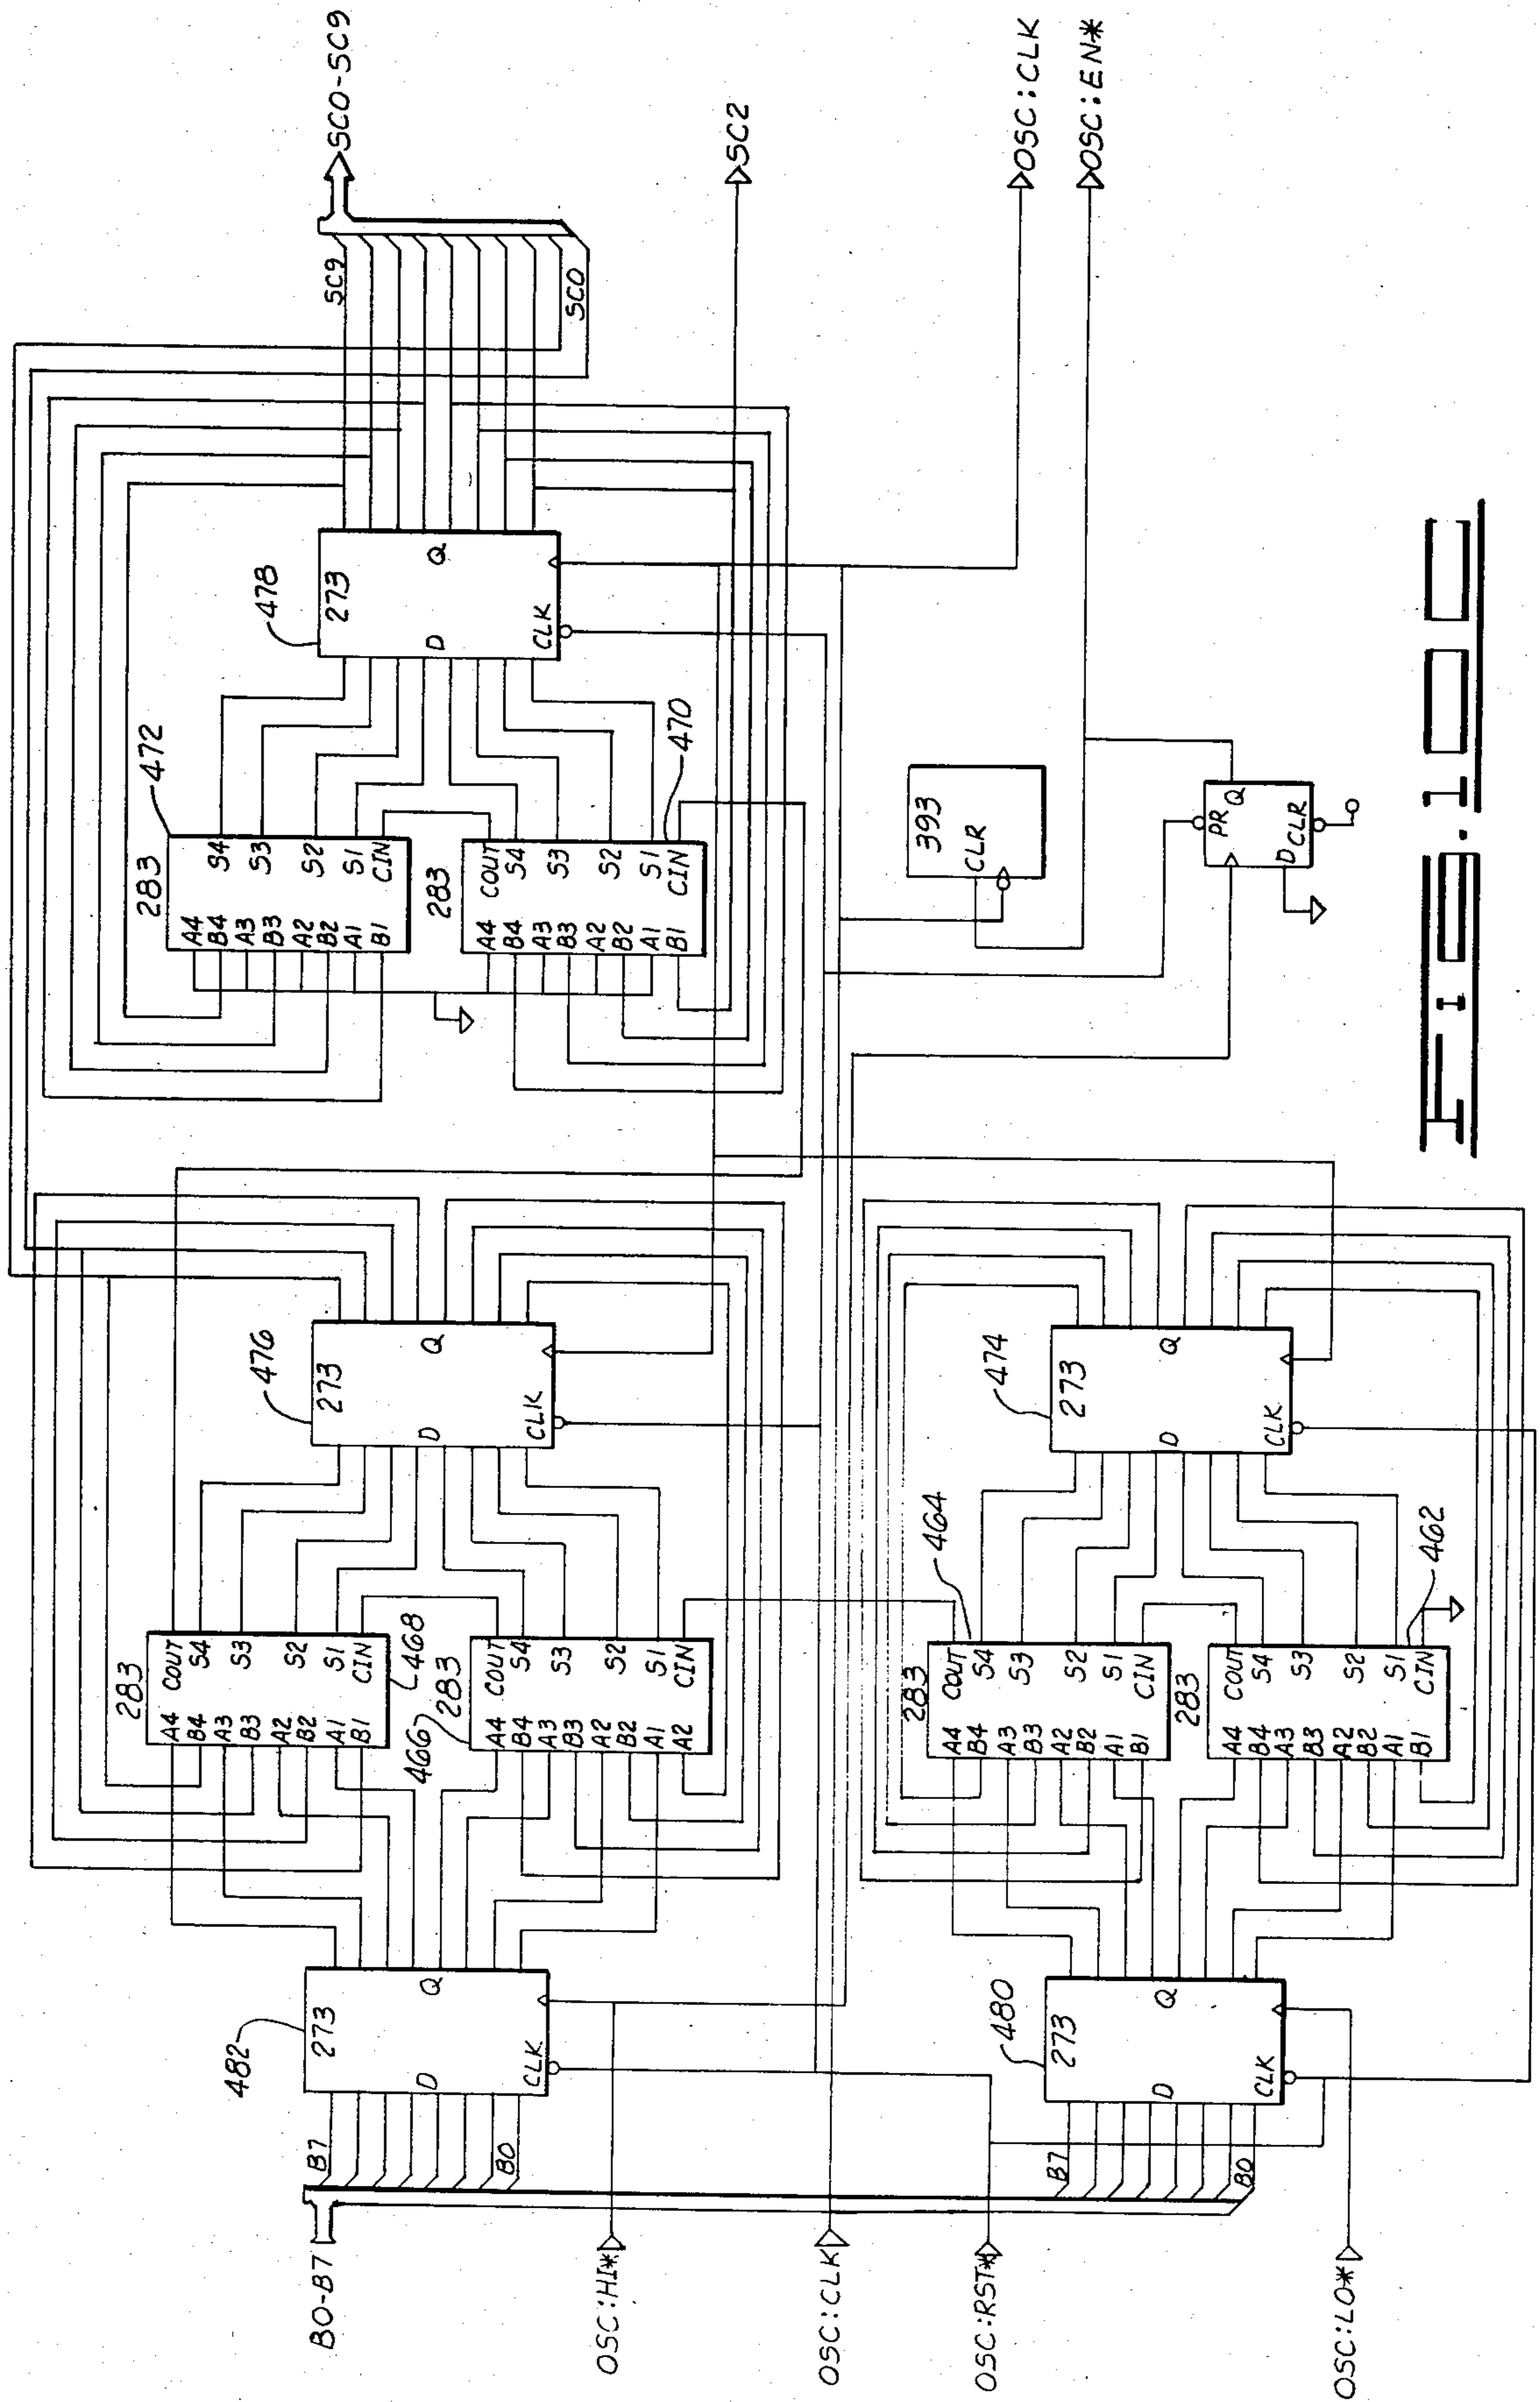 B0-B7
B7
B0
482
273
D
Q
CLK
283
A4
B4
A3
B3
A2
B2
A1
B1
COUT
S4
S3
S2
S1
CIN
468
466
283
A4
B4
A3
B3
A2
B2
A1
A2
COUT
S4
S3
S2
S1
CIN
476
273
D
Q
CLK
472
283
A4
B4
A3
B3
A2
B2
A1
B1
S4
S3
S2
S1
CIN
283
A4
B4
A3
B3
A2
B2
A1
B1
COUT
S4
S3
S2
S1
CIN
470
478
273
D
Q
CLK
SC9
SC0
SC0-SC9
SC2
OSC:HI*
OSC:CLK
OSC:RST*
OSC:LO*
B7
B0
480
273
D
Q
CLK
283
A4
B4
A3
B3
A2
B2
A1
B1
COUT
S4
S3
S2
S1
CIN
464
283
A4
B4
A3
B3
A2
B2
A1
B1
COUT
S4
S3
S2
S1
CIN
462
474
273
D
Q
CLK
393
CLR
PR
Q
D
CLR
OSC:CLK
OSC:EN*
Fig.100